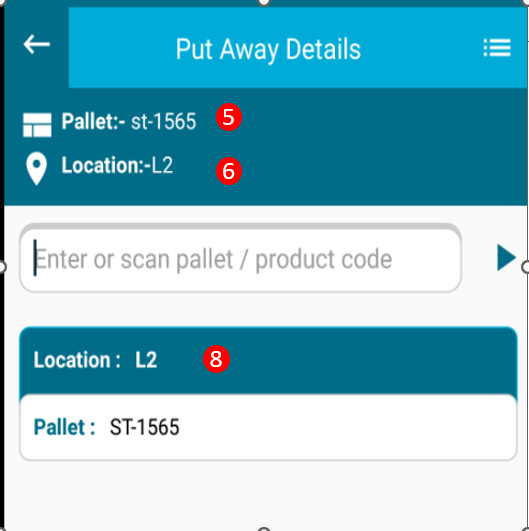 Put Away Details
Pallet:- st-1565 5
Location:-L2 6
Enter or scan pallet / product code
Location : L2 8
Pallet : ST-1565